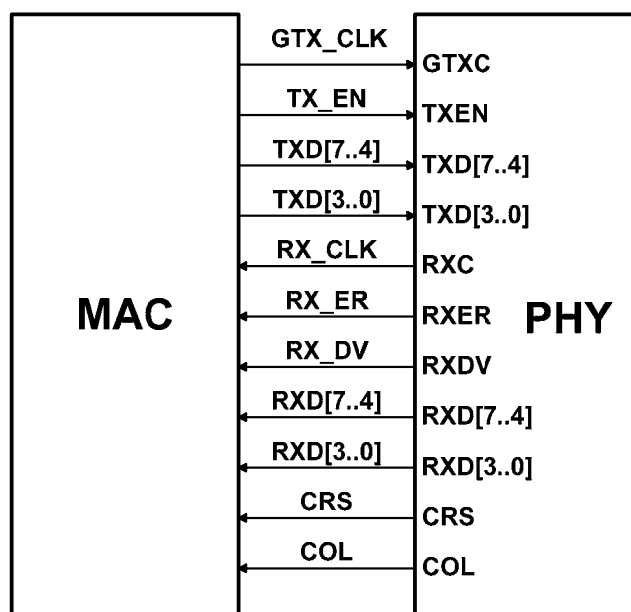 GTX_CLK
GTXC
TX_EN
TXEN
TXD[7..4]
TXD[7..4]
TXD[3..0]
TXD[3..0]
RX_CLK
RXC
MAC
RX_ER
RXER
PHY
RX_DV
RXDV
RXD[7..4]
RXD[7..4]
RXD[3..0]
RXD[3..0]
CRS
CRS
COL
COL